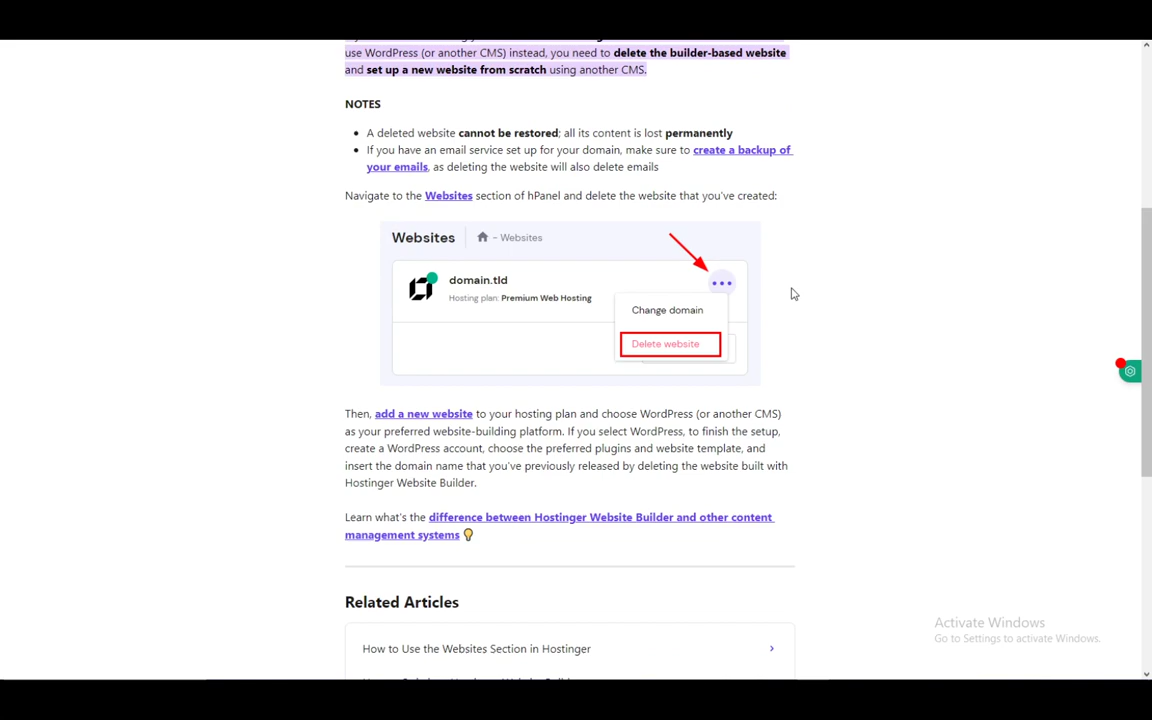 use WordPress (or another CMS) instead, you need to delete the builder-based website
and set up a new website from scratch using another CMS.
NOTES
• A deleted website cannot be restored; all its content is lost permanently
• If you have an email service set up for your domain, make sure to create a backup of
your emails, as deleting the website will also delete emails
Navigate to the Websites section of hPanel and delete the website that you've created:
Websites
- Websites
domain.tld
Hosting plan: Premium Web Hosting
Change domain
Delete website
Then, add a new website to your hosting plan and choose WordPress (or another CMS)
as your preferred website-building platform. If you select WordPress, to finish the setup,
create a WordPress account, choose the preferred plugins and website template, and
insert the domain name that you've previously released by deleting the website built with
Hostinger Website Builder.
Learn what's the difference between Hostinger Website Builder and other content
management systems
Related Articles
How to Use the Websites Section in Hostinger
Activate Windows
Go to Settings to activate Windows.